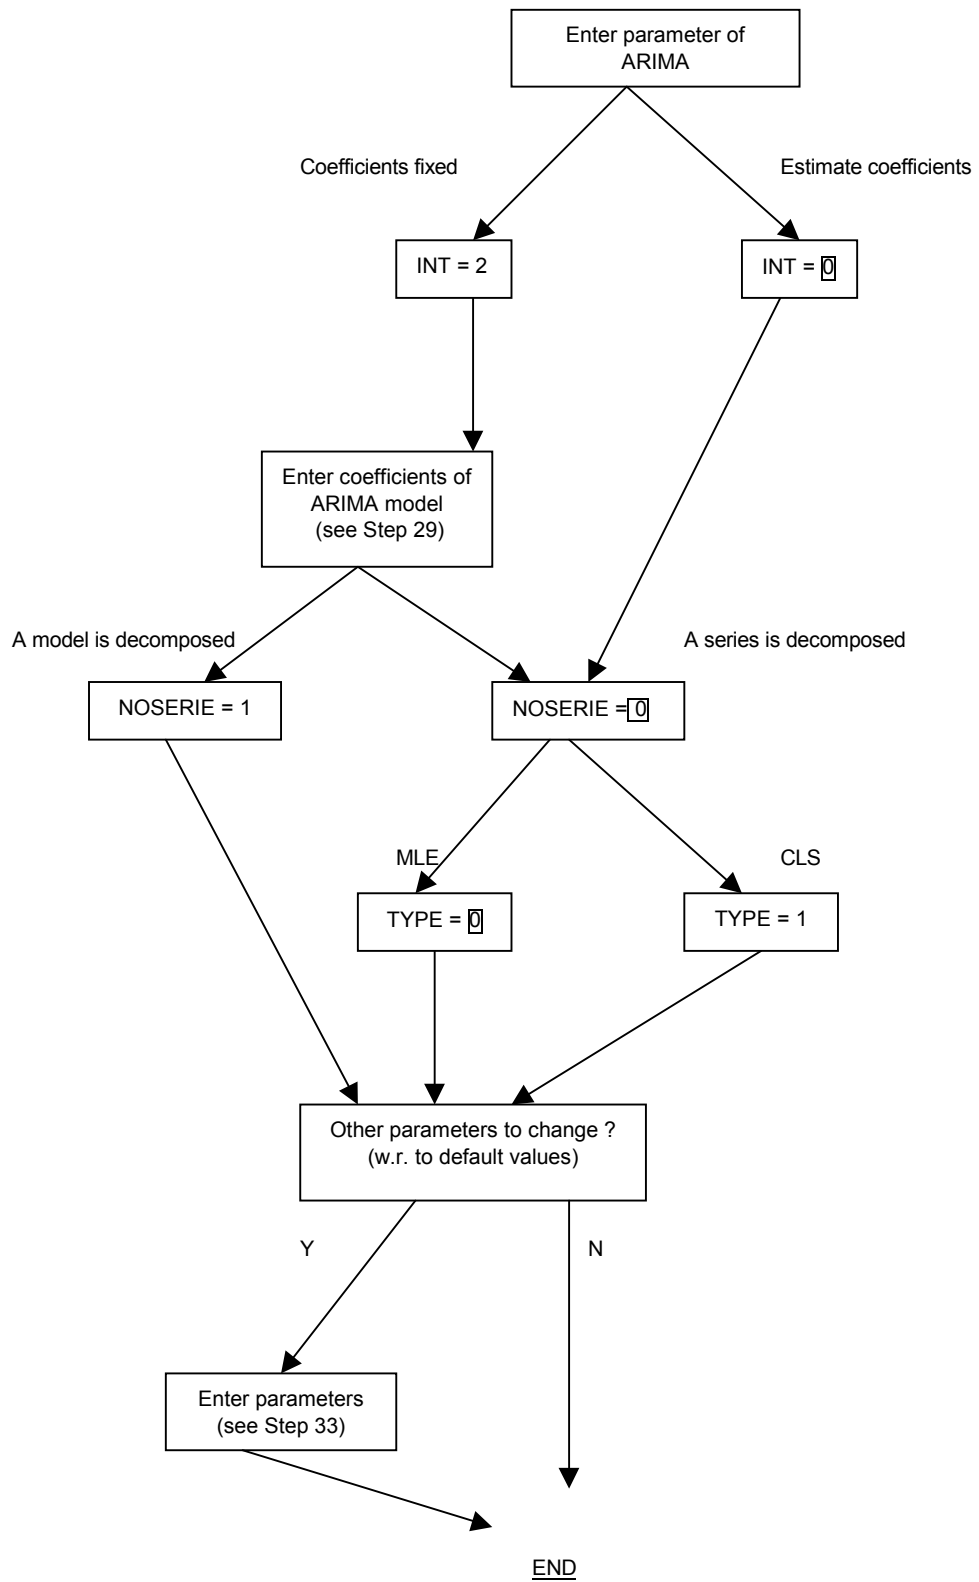 Enter parameter of
ARIMA
Coefficients fixed
Estimate coefficients
INT = 2
INT = 0
Enter coefficients of
ARIMA model
(see Step 29)
A model is decomposed
A series is decomposed
NOSERIE = 1
NOSERIE = 0
MLE
CLS
TYPE = 0
TYPE = 1
Other parameters to change ?
(w.r. to default values)
Y
N
Enter parameters
(see Step 33)
END